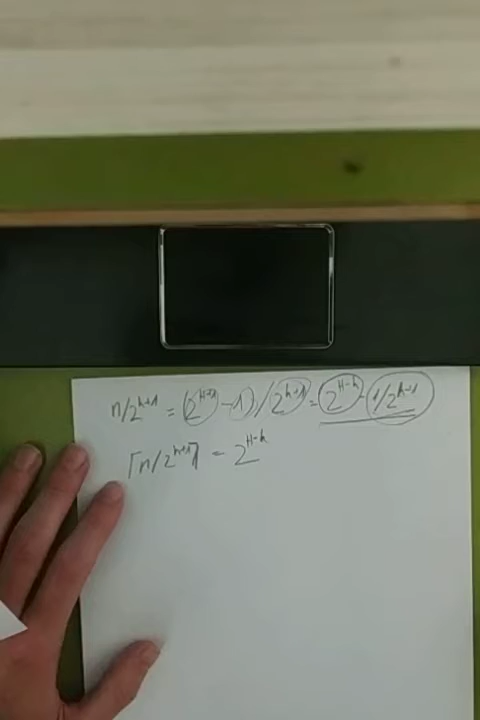 n/2^{h+1} = (2^{H+1} - 1)/2^{h+1} = 2^{H-h} - 1/2^{h+1}
⌈n/2^{h+1}⌉ = 2^{H-h}